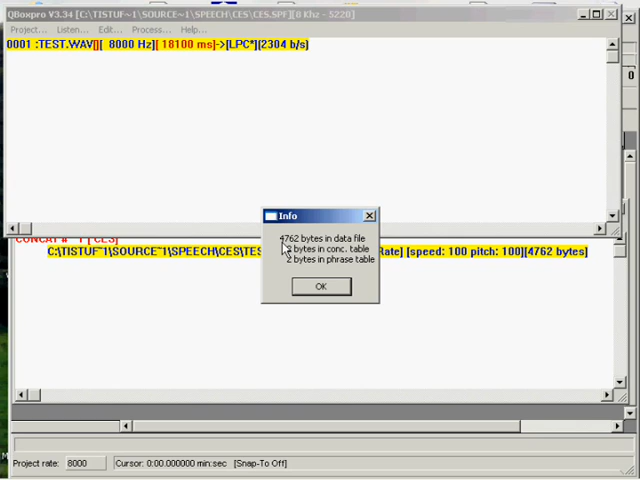 QBoxpro V3.34 [C:\TISTUF~1\SOURCE~1\SPEECH\CES\CES.SPF][8 Khz - 5220]
Project... Listen... Edit... Process... Help...
0001 :TEST.WAV[][ 8000 Hz][ 18100 ms]->[LPC*][2304 b/s]
0
Info
4762 bytes in data file
bytes in conc. table
2 bytes in phrase table
OK
CONCAT # 1 [ CES]
C:\TISTUF~1\SOURCE~1\SPEECH\CES\TES Rate] [speed: 100 pitch: 100][4762 bytes]
Project rate: 8000 Cursor: 0:00.000000 min:sec [Snap-To Off]